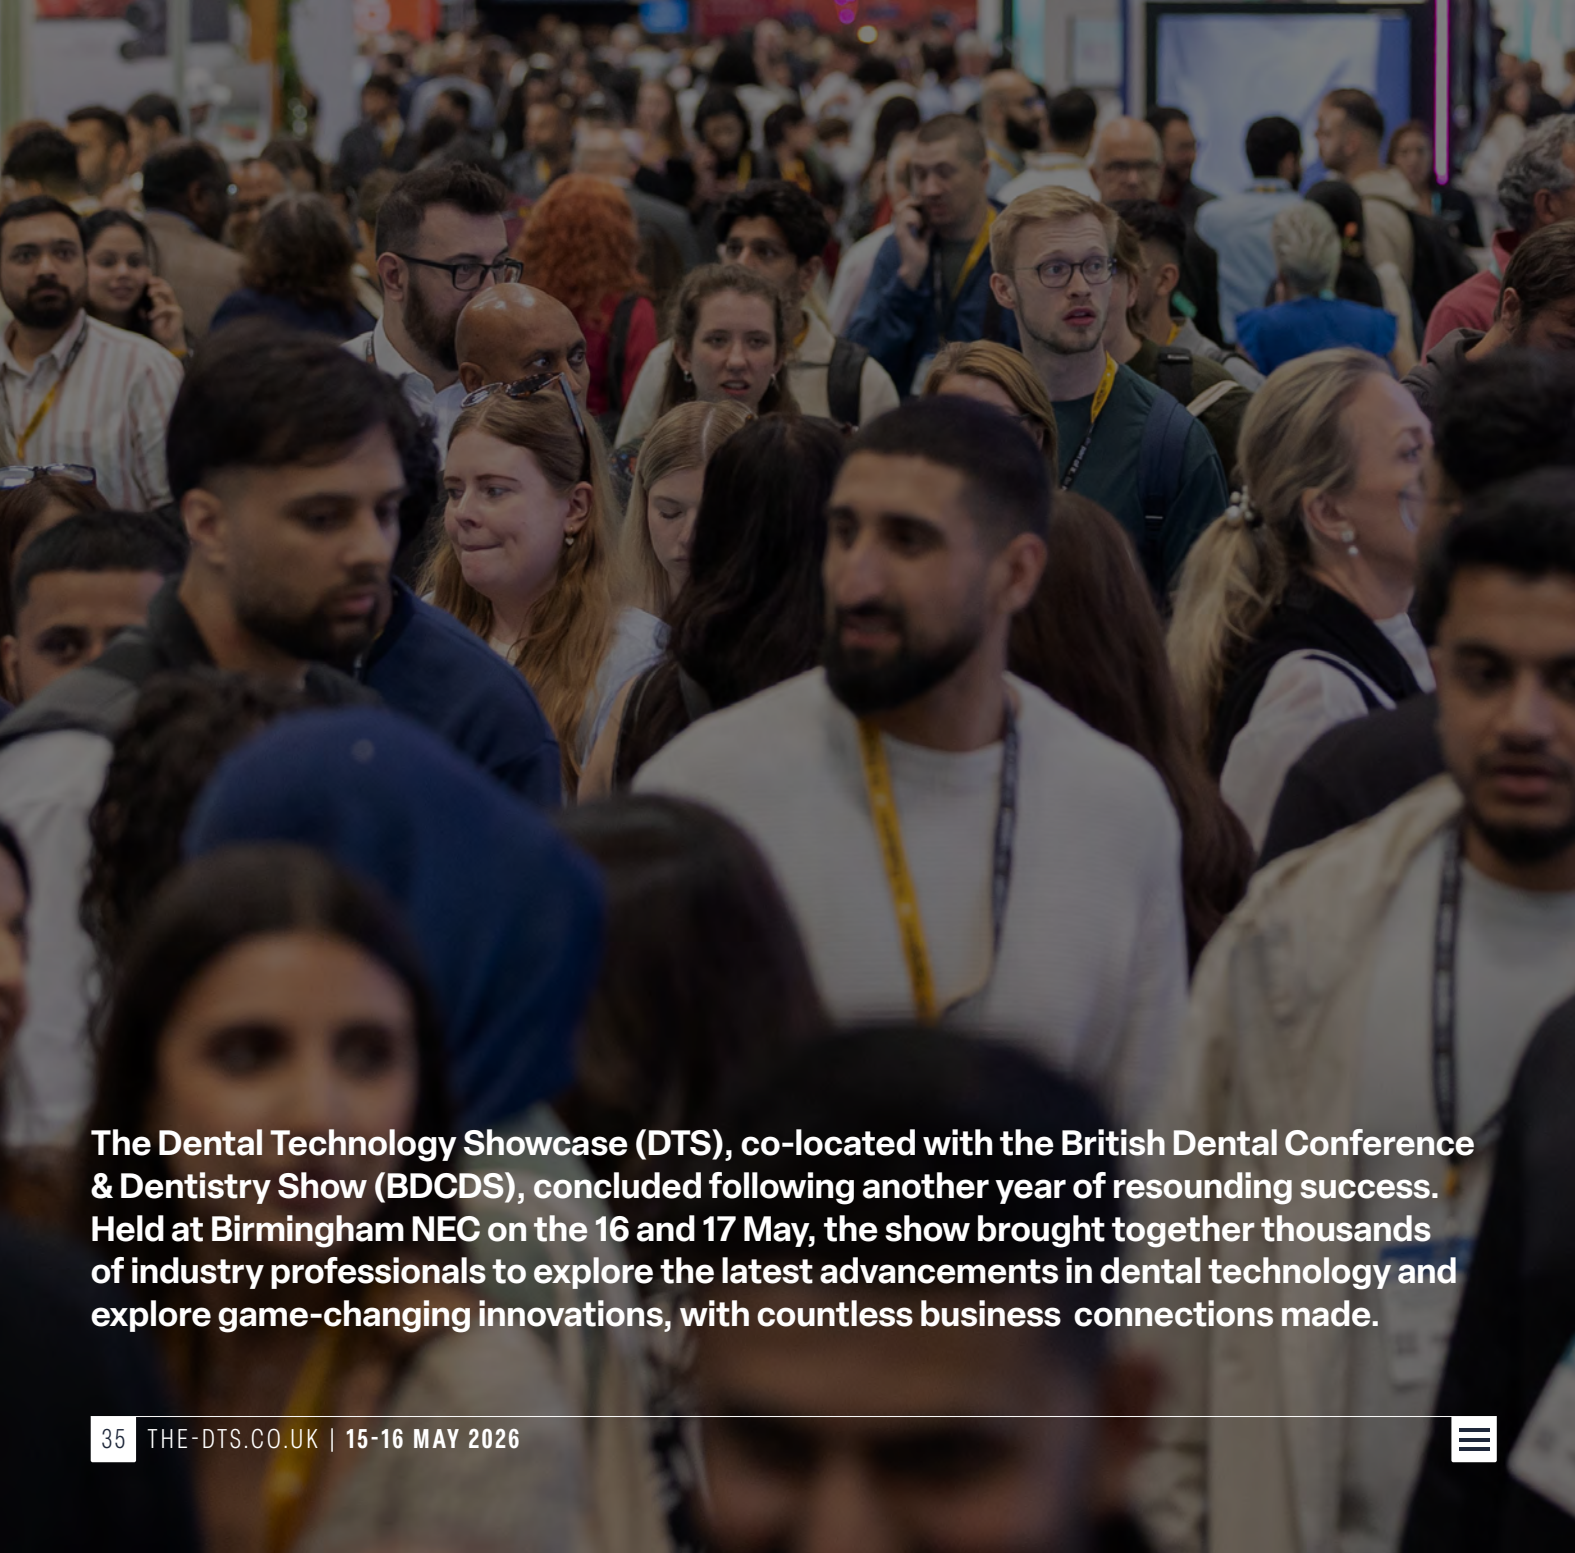 The Dental Technology Showcase (DTS), co-located with the British Dental Conference
& Dentistry Show (BDCDS), concluded following another year of resounding success.
Held at Birmingham NEC on the 16 and 17 May, the show brought together thousands
of industry professionals to explore the latest advancements in dental technology and
explore game-changing innovations, with countless business  connections made.
35 THE-DTS.CO.UK | 15-16 MAY 2026